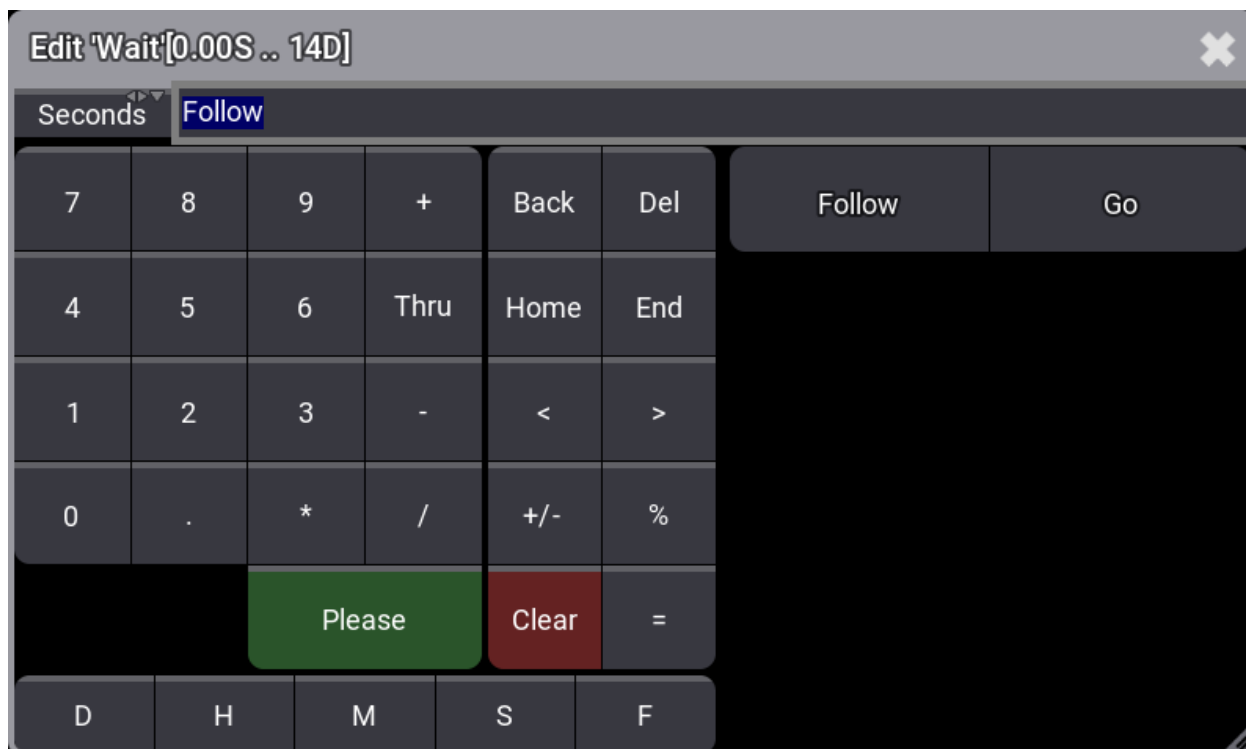 Edit 'Wait'[0.00S .. 14D]
Seconds Follow
7 8 9 + Back Del Follow Go
4 5 6 Thru Home End
1 2 3 - < >
0 . * / +/- %
Please Clear =
D H M S F